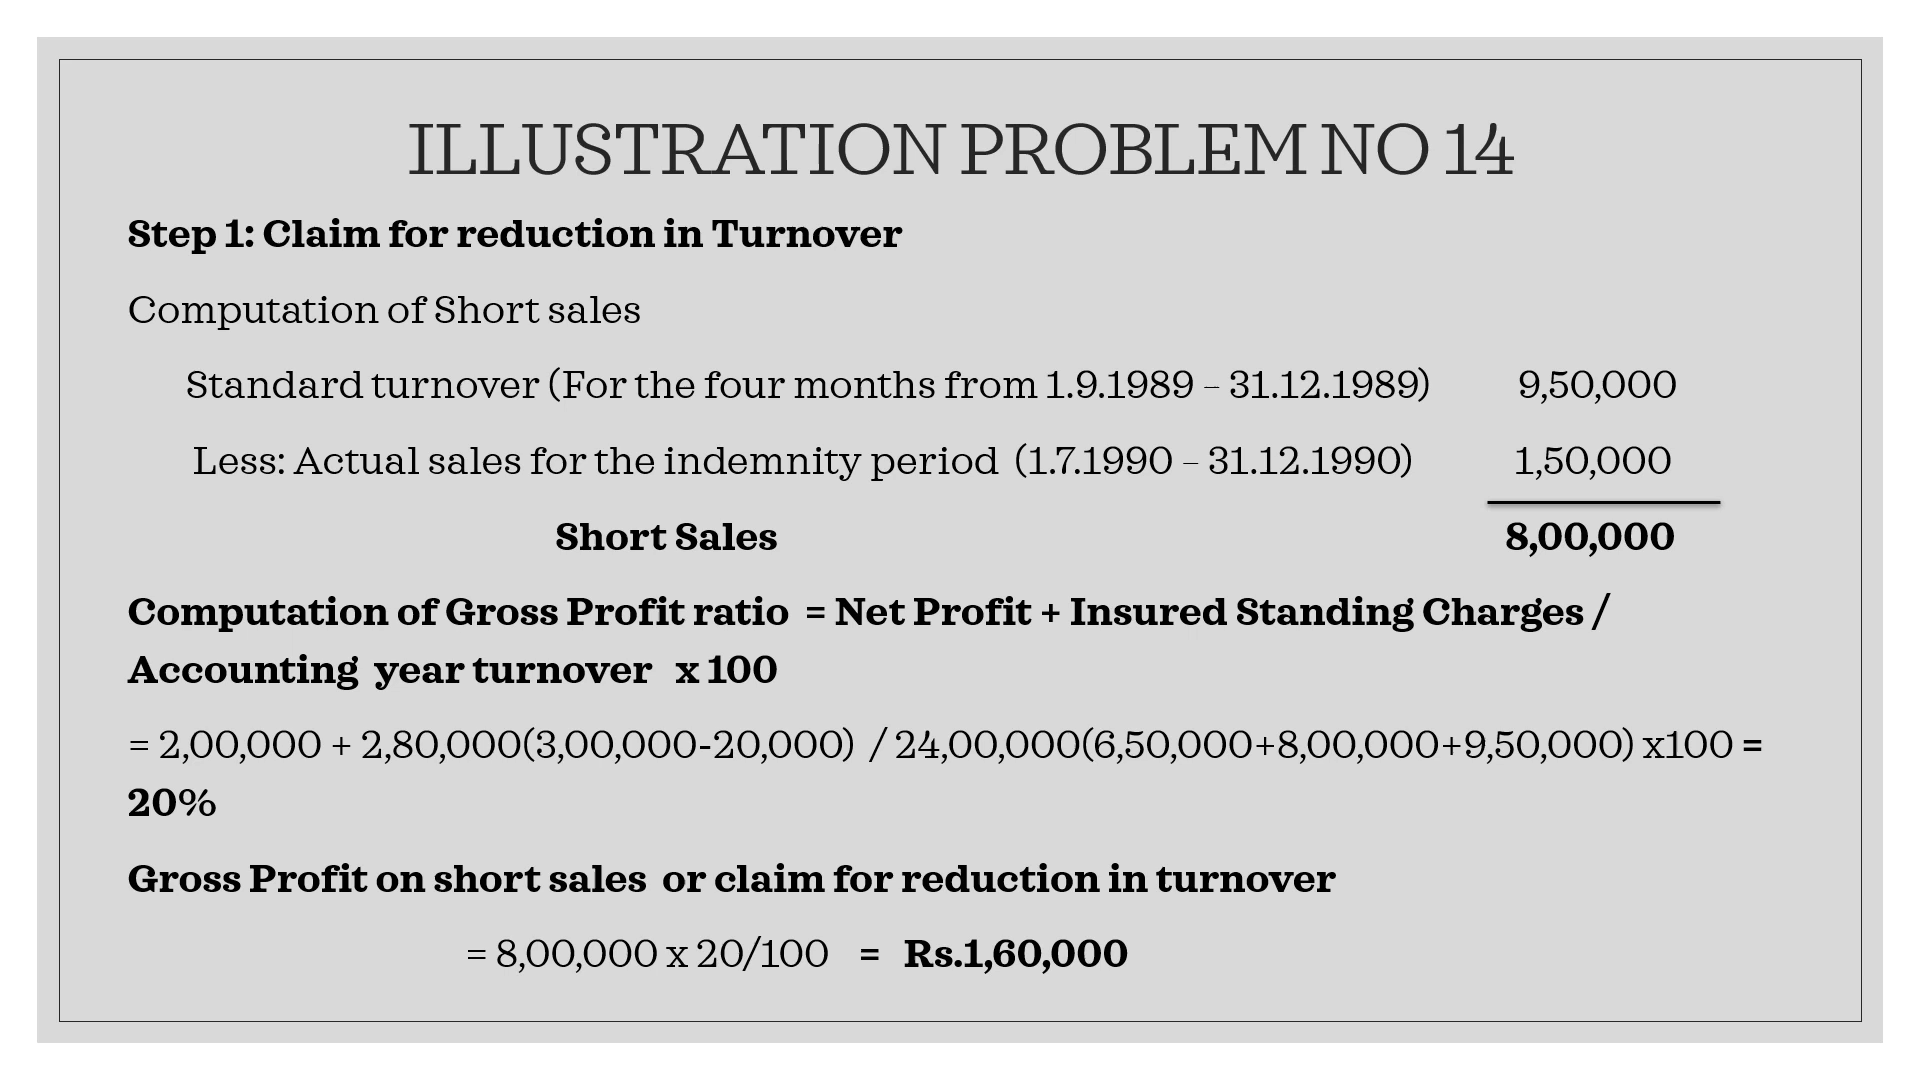 ILLUSTRATION PROBLEM NO 14
Step 1: Claim for reduction in Turnover
Computation of Short sales
Standard turnover (For the four months from 1.9.1989 – 31.12.1989) 9,50,000
Less: Actual sales for the indemnity period (1.7.1990 – 31.12.1990) 1,50,000
Short Sales 8,00,000
Computation of Gross Profit ratio = Net Profit + Insured Standing Charges /
Accounting year turnover x 100
= 2,00,000 + 2,80,000(3,00,000-20,000) / 24,00,000(6,50,000+8,00,000+9,50,000) x100 =
20%
Gross Profit on short sales or claim for reduction in turnover
= 8,00,000 x 20/100 = Rs.1,60,000